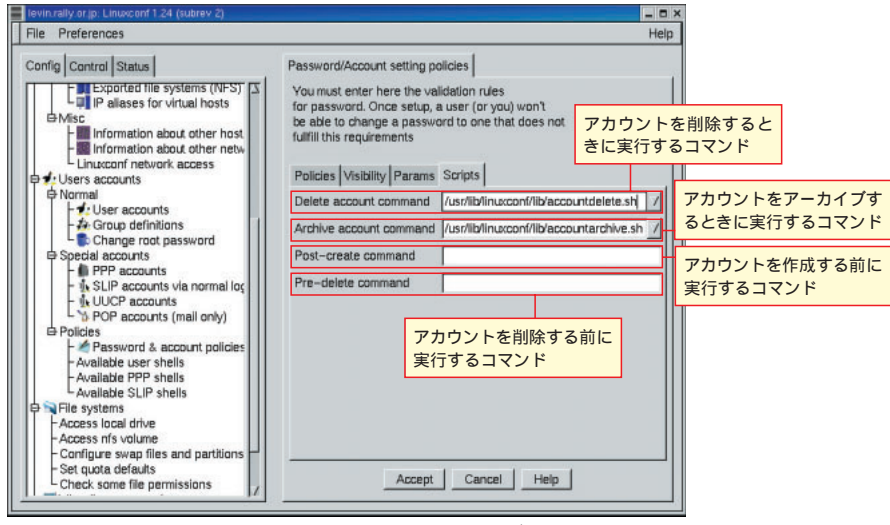 levin.rally.or.jp: Linuxconf 1.24 (subrev 2)
File Preferences Help
Config Control Status
Exported file systems (NFS)
IP aliases for virtual hosts
Misc
Information about other host
Information about other netw
Linuxconf network access
Users accounts
Normal
User accounts
Group definitions
Change root password
Special accounts
PPP accounts
SLIP accounts via normal log
UUCP accounts
POP accounts (mail only)
Policies
Password & account policies
Available user shells
Available PPP shells
Available SLIP shells
File systems
Access local drive
Access nfs volume
Configure swap files and partitions
Set quota defaults
Check some file permissions
Password/Account setting policies
You must enter here the validation rules
for password. Once setup, a user (or you) won't
be able to change a password to one that does not
fullfill this requirements
Policies Visibility Params Scripts
Delete account command /usr/lib/linuxconf/lib/accountdelete.sh
Archive account command /usr/lib/linuxconf/lib/accountarchive.sh
Post-create command
Pre-delete command
Accept Cancel Help
アカウントを削除すると
きに実行するコマンド
アカウントをアーカイブす
るときに実行するコマンド
アカウントを作成する前に
実行するコマンド
アカウントを削除する前に
実行するコマンド